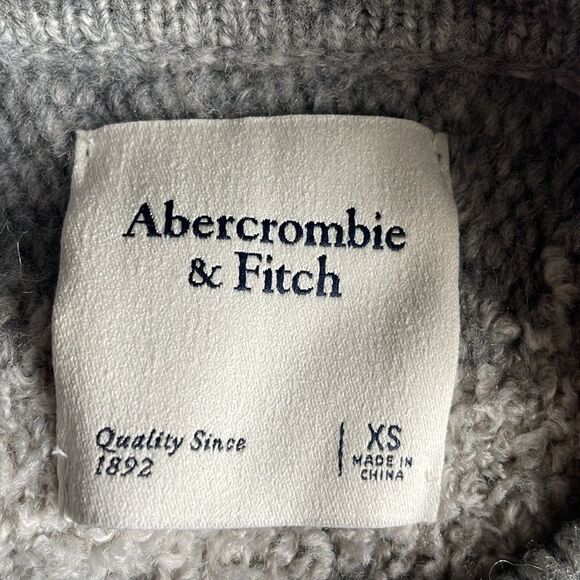 Abercrombie
& Fitch
Quality Since
1892
XS
MADE IN
CHINA